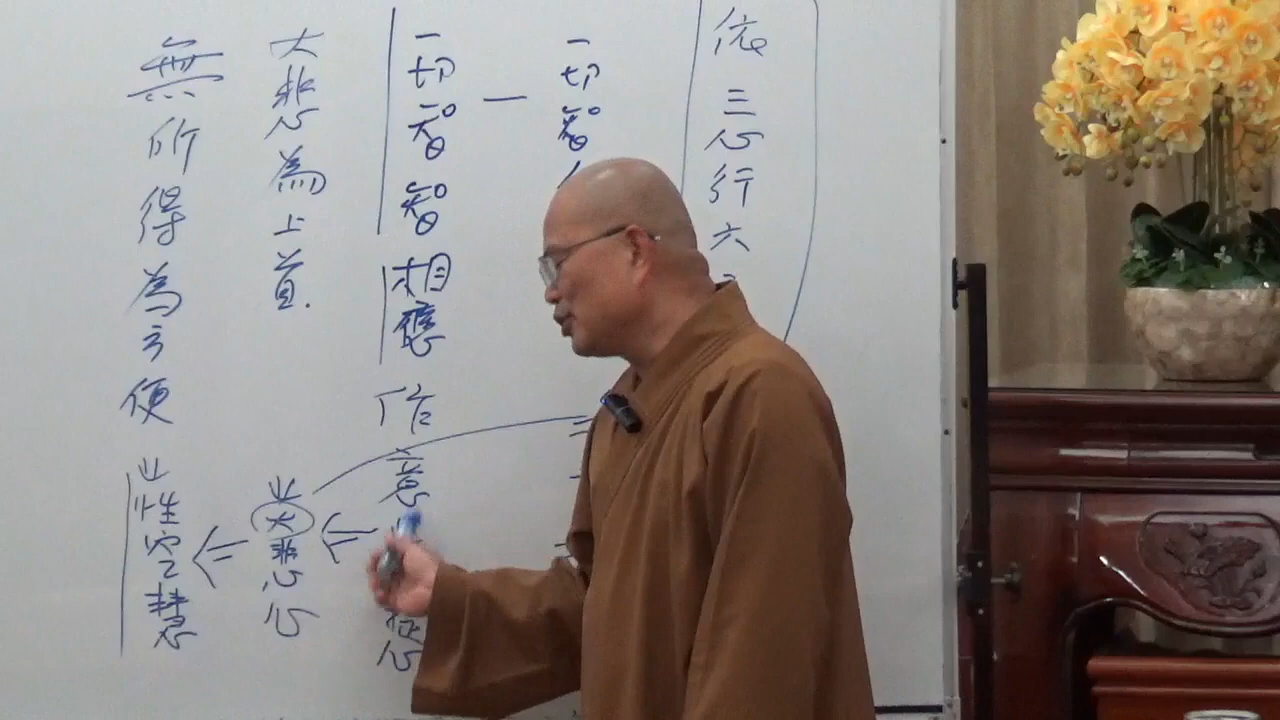 依三心行六
一切智
一切智智相應作意
大悲為上首.
大悲心
無所得為方便
性空慧